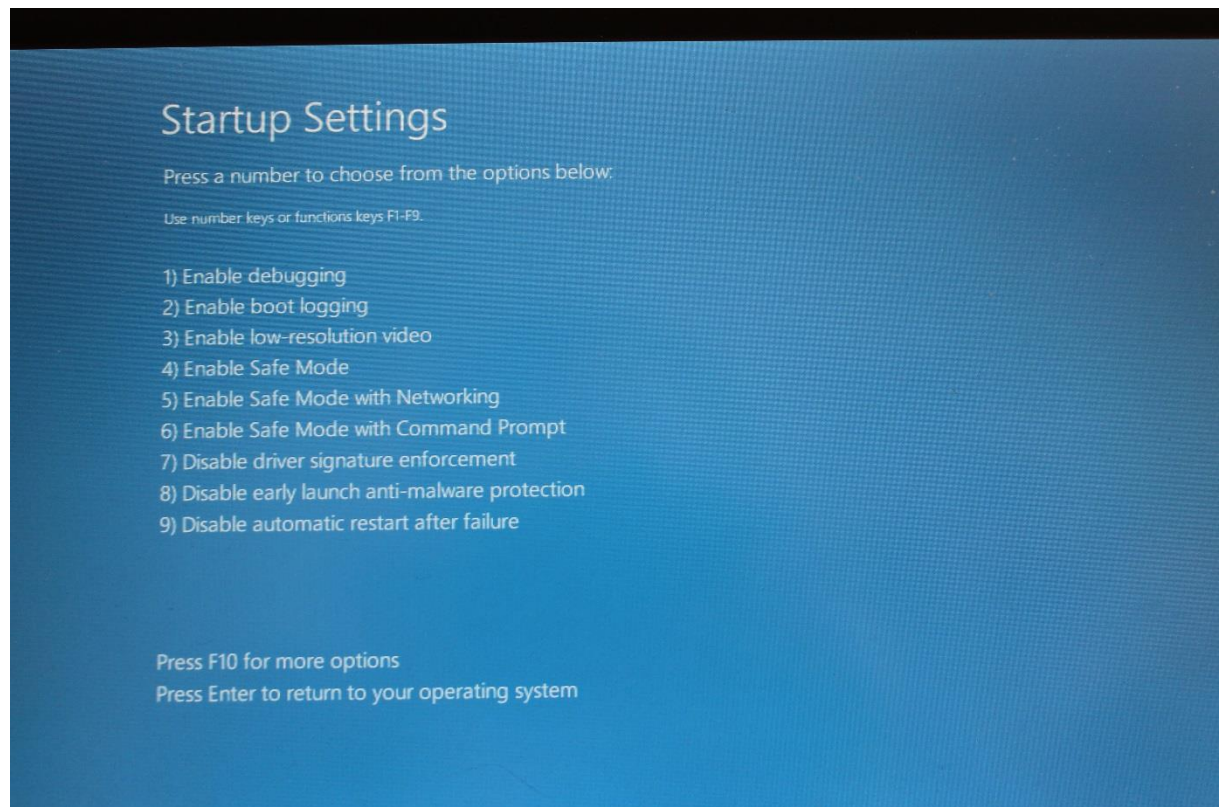 Startup Settings
Press a number to choose from the options below:
Use number keys or functions keys F1-F9.
1) Enable debugging
2) Enable boot logging
3) Enable low-resolution video
4) Enable Safe Mode
5) Enable Safe Mode with Networking
6) Enable Safe Mode with Command Prompt
7) Disable driver signature enforcement
8) Disable early launch anti-malware protection
9) Disable automatic restart after failure
Press F10 for more options
Press Enter to return to your operating system